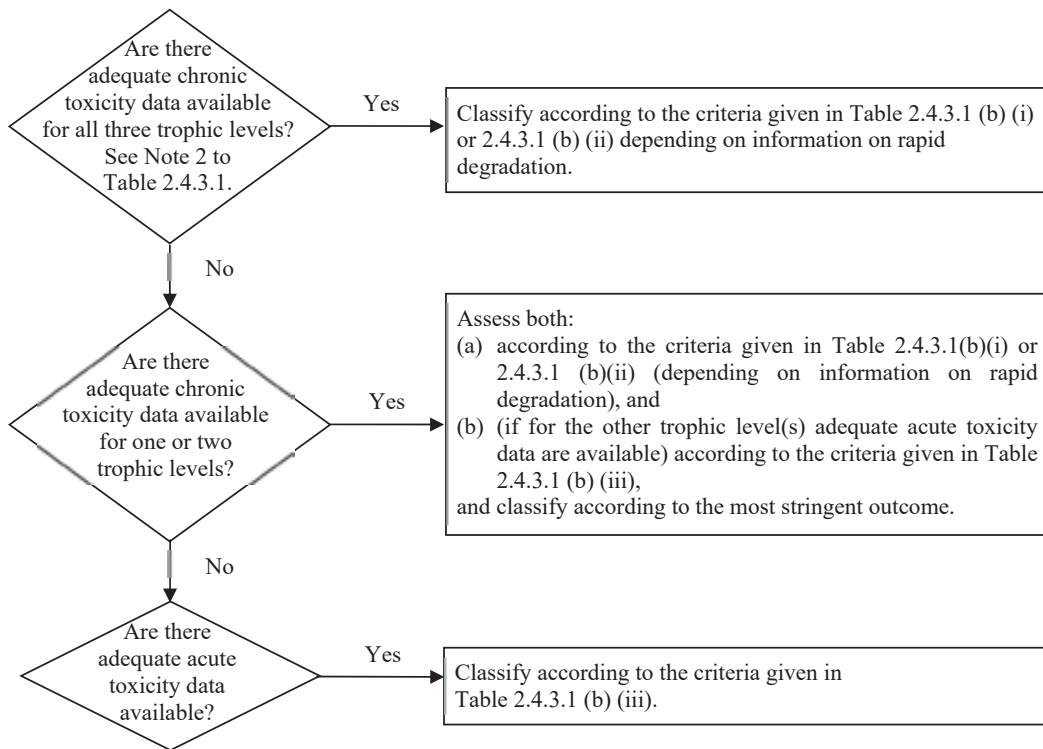 Are there
adequate chronic
toxicity data available
for all three trophic levels?
See Note 2 to
Table 2.4.3.1.
Yes
Classify according to the criteria given in Table 2.4.3.1 (b) (i)
or 2.4.3.1 (b) (ii) depending on information on rapid
degradation.
No
Are there
adequate chronic
toxicity data available
for one or two
trophic levels?
Yes
Assess both:
(a) according to the criteria given in Table 2.4.3.1(b)(i) or
2.4.3.1 (b)(ii) (depending on information on rapid
degradation), and
(b) (if for the other trophic level(s) adequate acute toxicity
data are available) according to the criteria given in Table
2.4.3.1 (b) (iii),
and classify according to the most stringent outcome.
No
Are there
adequate acute
toxicity data
available?
Yes
Classify according to the criteria given in
Table 2.4.3.1 (b) (iii).